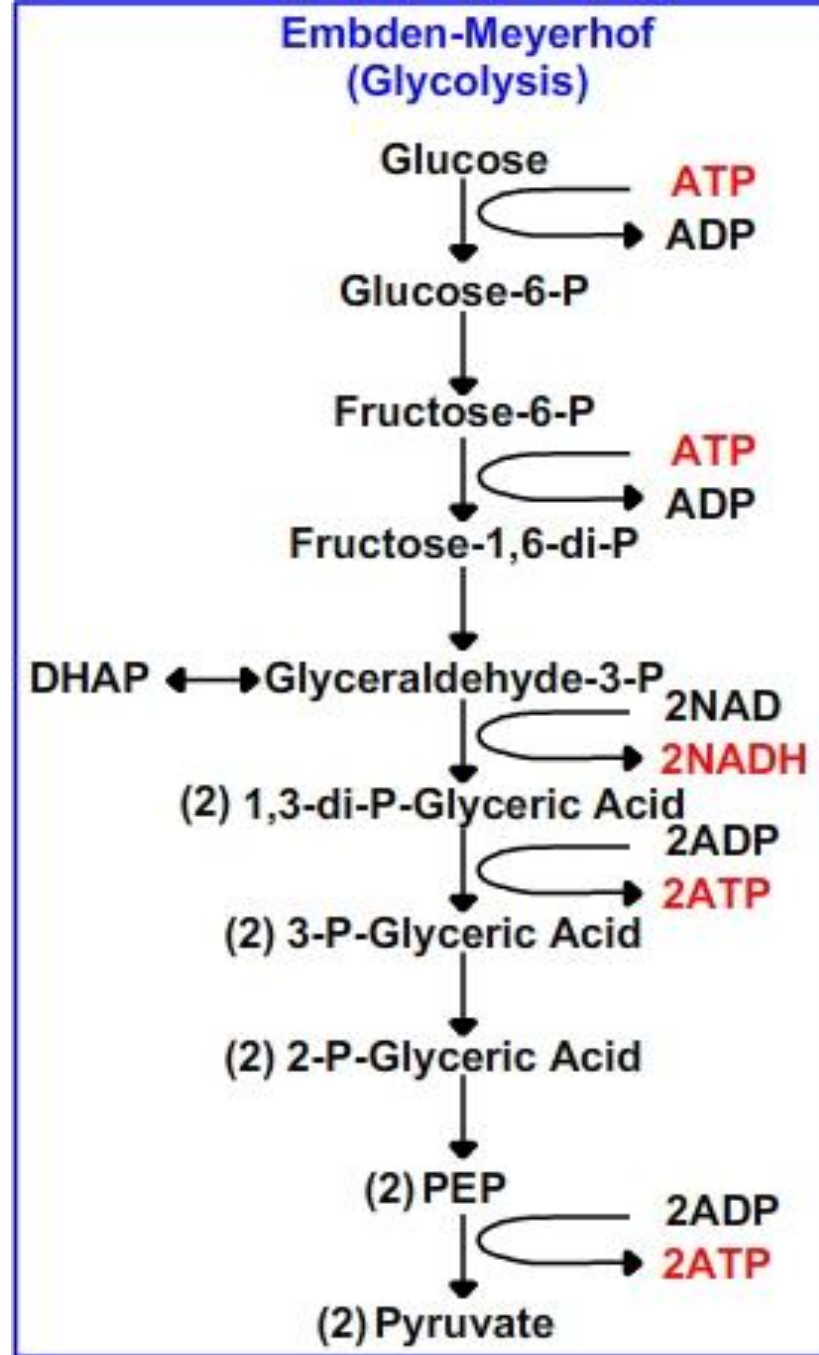 Embden-Meyerhof
(Glycolysis)
Glucose
ATP
ADP
Glucose-6-P
Fructose-6-P
ATP
ADP
Fructose-1,6-di-P
DHAP Glyceraldehyde-3-P
2NAD
2NADH
(2) 1,3-di-P-Glyceric Acid
2ADP
2ATP
(2) 3-P-Glyceric Acid
(2) 2-P-Glyceric Acid
(2) PEP
2ADP
2ATP
(2) Pyruvate